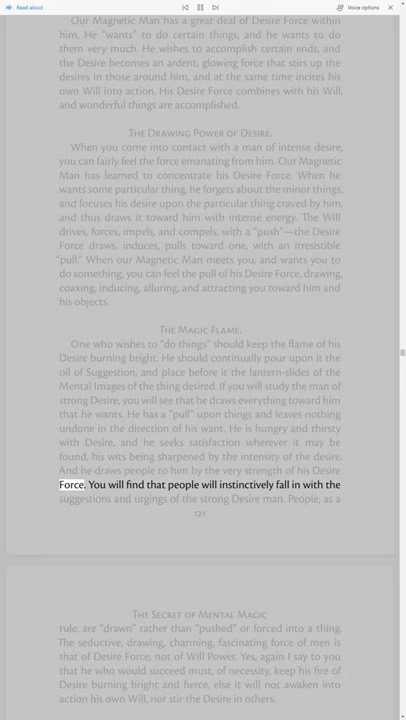 Read aloud
Voice options
Our Magnetic Man has a great deal of Desire Force within
him. He "wants" to do certain things, and he wants to do
them very much. He wishes to accomplish certain ends, and
the Desire becomes an ardent, glowing force that stirs up the
desires in those around him, and at the same time incites his
own Will into action. His Desire Force combines with his Will,
and wonderful things are accomplished.
The Drawing Power of Desire.
When you come into contact with a man of intense desire,
you can fairly feel the force emanating from him. Our Magnetic
Man has learned to concentrate his Desire Force. When he
wants some particular thing, he forgets about the minor things,
and focuses his desire upon the particular thing craved by him,
and thus draws it toward him with intense energy. The Will
drives, forces, impels, and compels, with a "push"—the Desire
Force draws, induces, pulls toward one, with an irresistible
"pull." When our Magnetic Man meets you, and wants you to
do something, you can feel the pull of his Desire Force, drawing,
coaxing, inducing, alluring, and attracting you toward him and
his objects.
The Magic Flame.
One who wishes to "do things" should keep the flame of his
Desire burning bright. He should continually pour upon it the
oil of Suggestion, and place before it the lantern-slides of the
Mental Images of the thing desired. If you will study the man of
strong Desire, you will see that he draws everything toward him
that he wants. He has a "pull" upon things and leaves nothing
undone in the direction of his want. He is hungry and thirsty
with Desire, and he seeks satisfaction wherever it may be
found, his wits being sharpened by the intensity of the desire.
And he draws people to him by the very strength of his Desire
Force. You will find that people will instinctively fall in with the
suggestions and urgings of the strong Desire man. People, as a
121
The Secret of Mental Magic
rule, are "drawn" rather than "pushed" or forced into a thing.
The seductive, drawing, charming, fascinating force of men is
that of Desire Force, not of Will Power. Yes, again I say to you
that he who would succeed must, of necessity, keep his fire of
Desire burning bright and fierce, else it will not awaken into
action his own Will, nor stir the Desire in others.